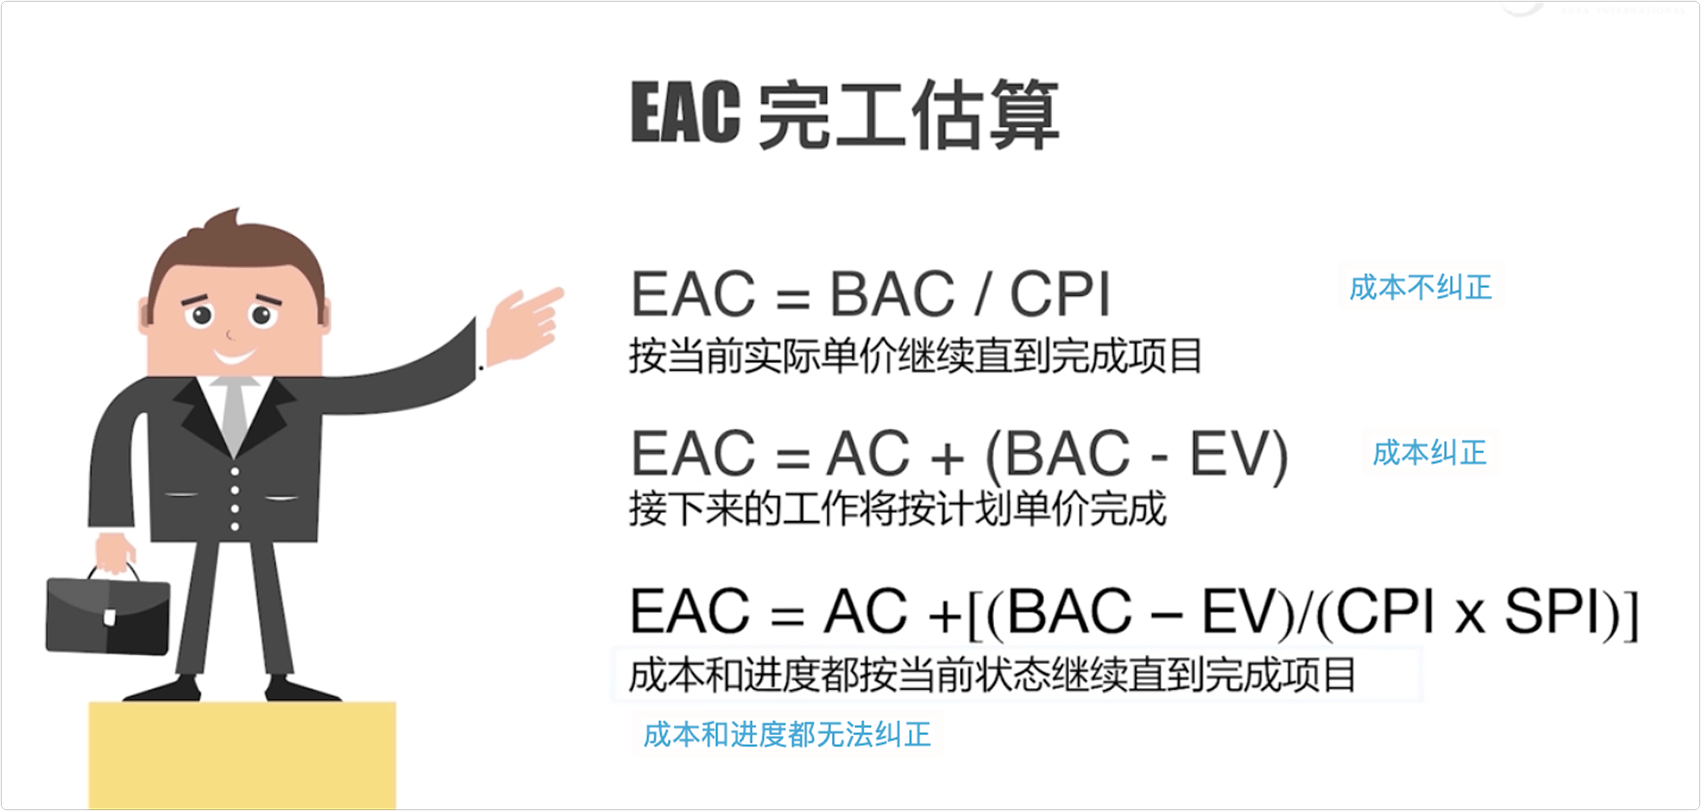 EAC 完工估算
EAC = BAC / CPI
成本不纠正
按当前实际单价继续直到完成项目
EAC = AC + (BAC - EV)
成本纠正
接下来的工作将按计划单价完成
EAC = AC +[(BAC – EV)/(CPI x SPI)]
成本和进度都按当前状态继续直到完成项目
成本和进度都无法纠正